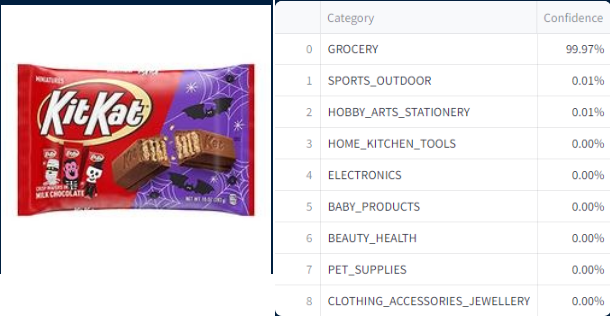 MINIATURES
KitKat
CRISP WAFERS IN
MILK CHOCOLATE
NET WT 10 OZ (283 g)
Category Confidence
0 GROCERY 99.97%
1 SPORTS_OUTDOOR 0.01%
2 HOBBY_ARTS_STATIONERY 0.01%
3 HOME_KITCHEN_TOOLS 0.00%
4 ELECTRONICS 0.00%
5 BABY_PRODUCTS 0.00%
6 BEAUTY_HEALTH 0.00%
7 PET_SUPPLIES 0.00%
8 CLOTHING_ACCESSORIES_JEWELLERY 0.00%